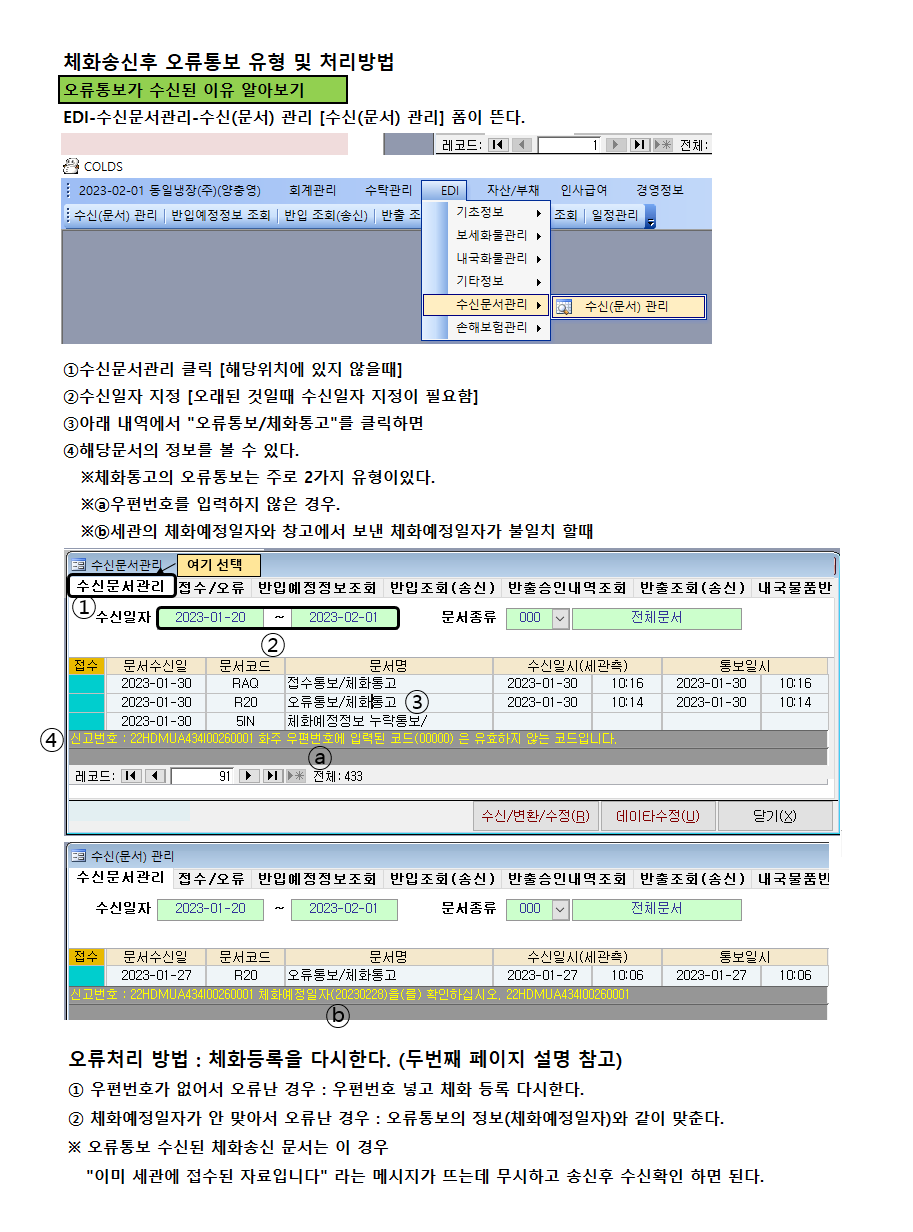 체화송신후 오류통보 유형 및 처리방법
오류통보가 수신된 이유 알아보기
EDI-수신문서관리-수신(문서) 관리 [수신(문서) 관리] 폼이 뜬다.
레코드: 1 전체:
COLDS
2023-02-01 동일냉장(주)(양충영) 회계관리 수탁관리 EDI 자산/부채 인사급여 경영정보
수신(문서) 관리 반입예정정보 조회 반입 조회(송신) 반출 조 조회 일정관리
기초정보
보세화물관리
내국화물관리
기타정보
수신문서관리 수신(문서) 관리
손해보험관리
①수신문서관리 클릭 [해당위치에 있지 않을때]
②수신일자 지정 [오래된 것일때 수신일자 지정이 필요함]
③아래 내역에서 "오류통보/체화통고"를 클릭하면
④해당문서의 정보를 볼 수 있다.
※체화통고의 오류통보는 주로 2가지 유형이있다.
※ⓐ우편번호를 입력하지 않은 경우.
※ⓑ세관의 체화예정일자와 창고에서 보낸 체화예정일자가 불일치 할때
수신문서관리 여기 선택
수신문서관리 접수/오류 반입예정정보조회 반입조회(송신) 반출승인내역조회 반출조회(송신) 내국물품반
① 수신일자 2023-01-20 ~ 2023-02-01 문서종류 000 전체문서
②
접수 문서수신일 문서코드 문서명 수신일시(세관측) 통보일시
2023-01-30 RAQ 접수통보/체화통고 2023-01-30 10:16 2023-01-30 10:16
2023-01-30 R20 오류통보/체화통고 ③ 2023-01-30 10:14 2023-01-30 10:14
2023-01-30 5IN 체화예정정보 누락통보/
④ 신고번호 : 22HDMUA434I00260001 화주 우편번호에 입력된 코드(00000) 은 유효하지 않는 코드입니다.
ⓐ
레코드: 91 전체: 433
수신/변환/수정(R) 데이타수정(U) 닫기(X)
수신(문서) 관리
수신문서관리 접수/오류 반입예정정보조회 반입조회(송신) 반출승인내역조회 반출조회(송신) 내국물품반
수신일자 2023-01-20 ~ 2023-02-01 문서종류 000 전체문서
접수 문서수신일 문서코드 문서명 수신일시(세관측) 통보일시
2023-01-27 R20 오류통보/체화통고 2023-01-27 10:06 2023-01-27 10:06
신고번호 : 22HDMUA434I00260001 체화예정일자(20230228)을(를) 확인하십시오. 22HDMUA434I00260001
ⓑ
오류처리 방법 : 체화등록을 다시한다. (두번째 페이지 설명 참고)
① 우편번호가 없어서 오류난 경우 : 우편번호 넣고 체화 등록 다시한다.
② 체화예정일자가 안 맞아서 오류난 경우 : 오류통보의 정보(체화예정일자)와 같이 맞춘다.
※ 오류통보 수신된 체화송신 문서는 이 경우
"이미 세관에 접수된 자료입니다" 라는 메시지가 뜨는데 무시하고 송신후 수신확인 하면 된다.